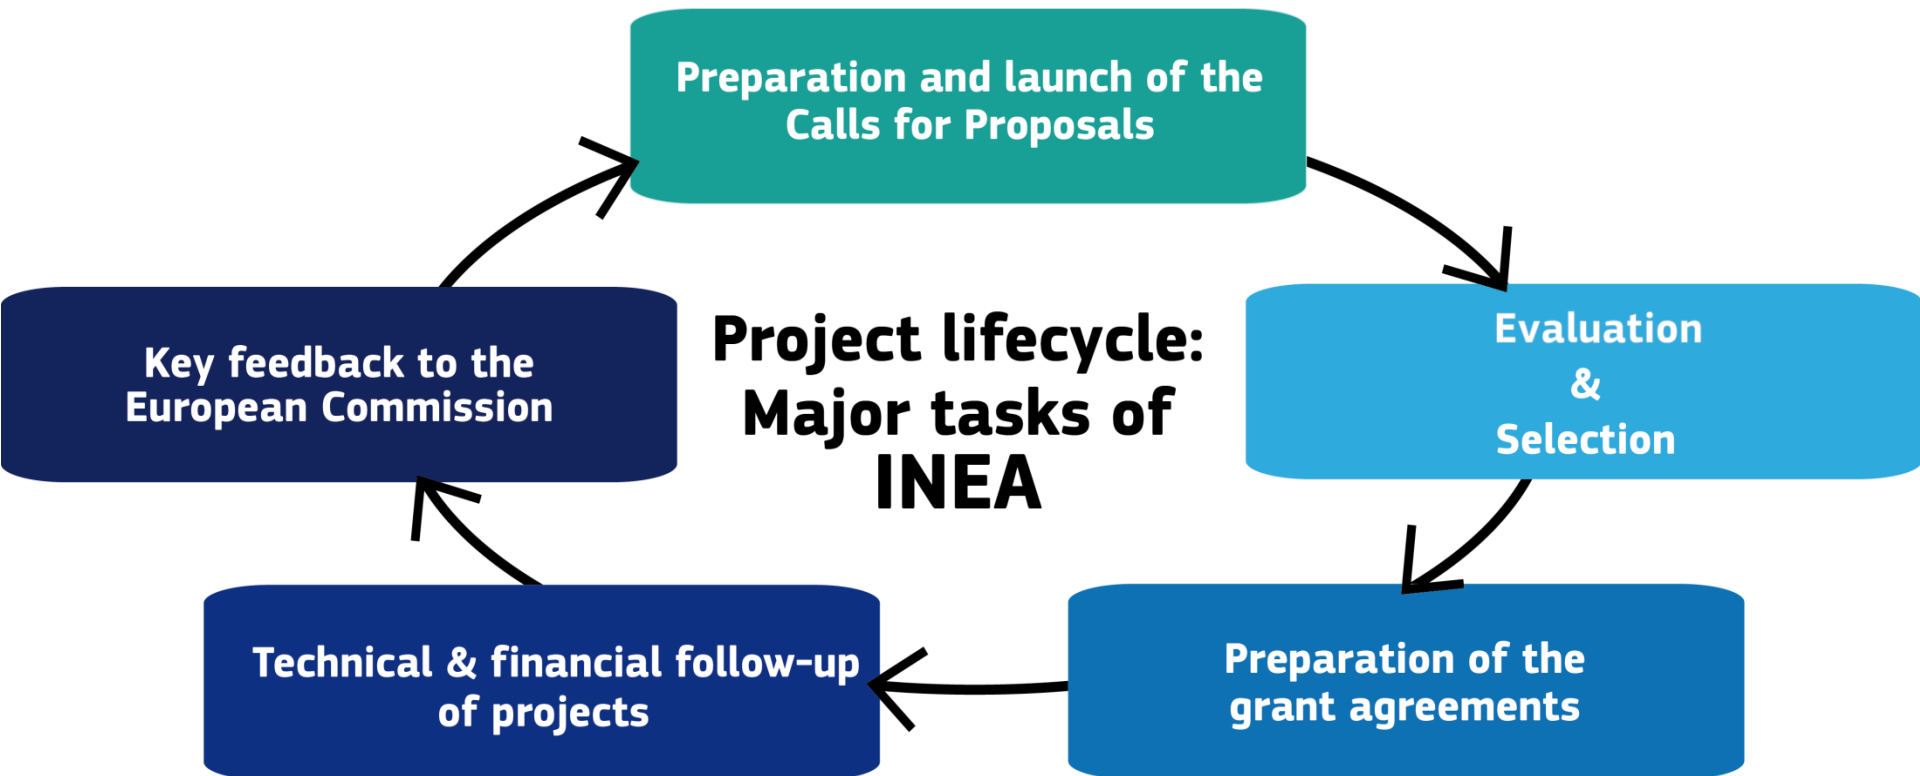 Preparation and launch of the
Calls for Proposals
Evaluation
&
Selection
Preparation of the
grant agreements
Technical & financial follow-up
of projects
Key feedback to the
European Commission
Project lifecycle:
Major tasks of
INEA